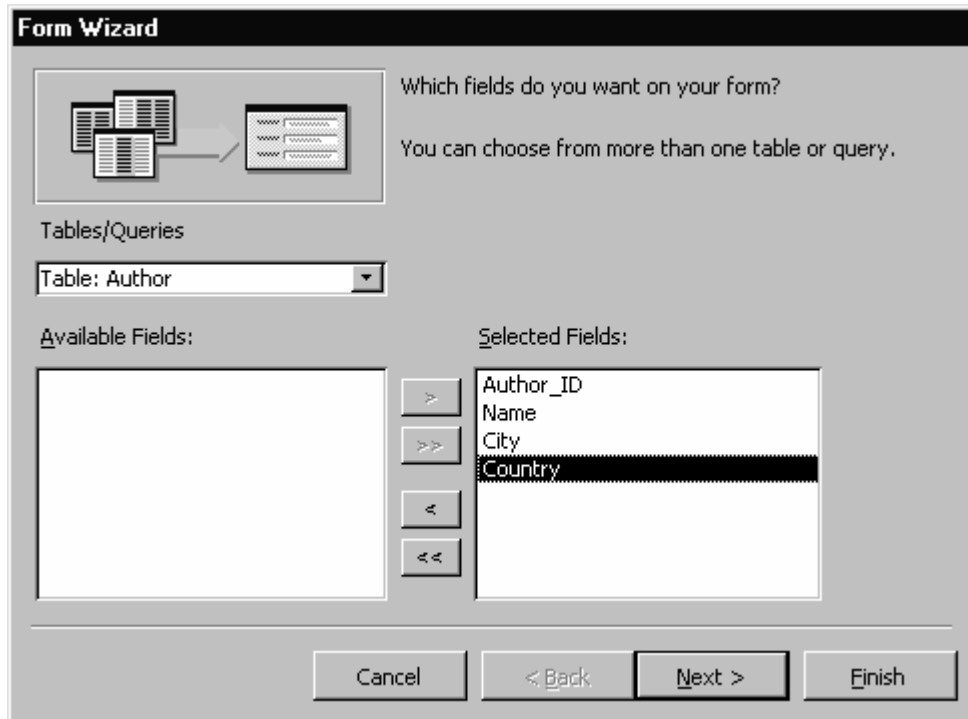 Form Wizard
Which fields do you want on your form?
You can choose from more than one table or query.
Tables/Queries
Table: Author
Available Fields:
Selected Fields:
Author_ID
Name
City
Country
>
>>
<
<<
Cancel
< Back
Next >
Finish